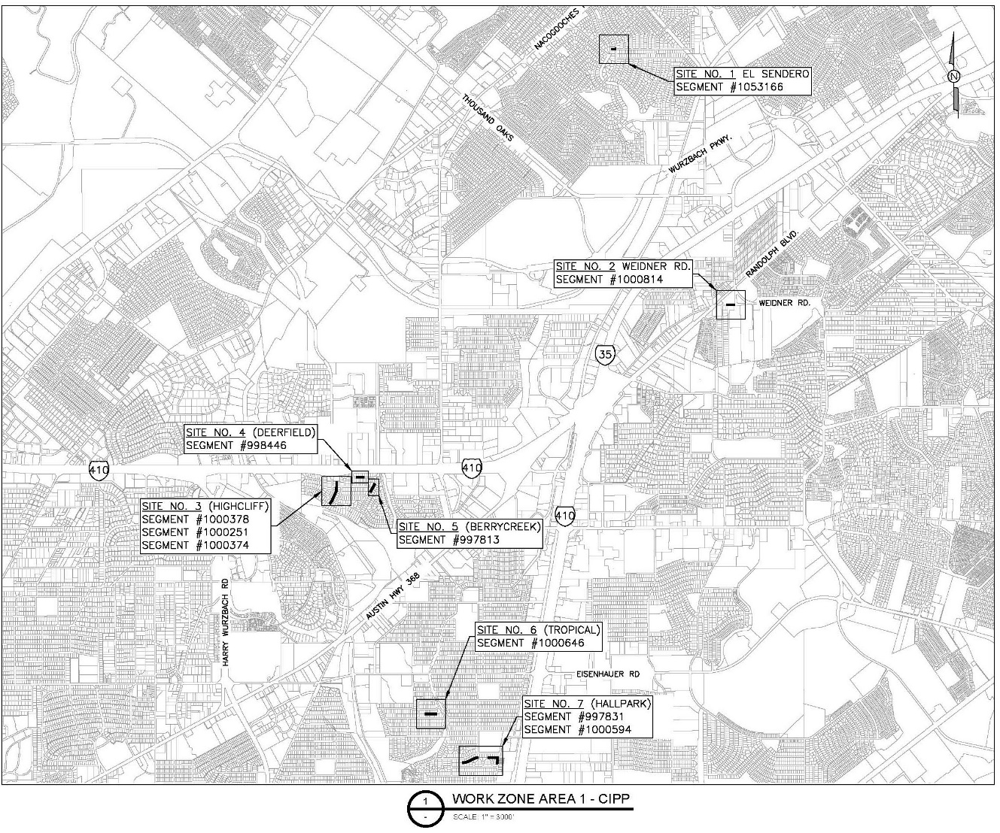 NACOGDOCHES
SITE NO. 1 EL SENDERO
SEGMENT #1053166
N
THOUSAND OAKS
WURZBACH PKWY.
RANDOLPH BLVD.
SITE NO. 2 WEIDNER RD.
SEGMENT #1000814
WEIDNER RD.
35
SITE NO. 4 (DEERFIELD)
SEGMENT #998446
410
410
SITE NO. 3 (HIGHCLIFF)
SEGMENT #1000378
SEGMENT #1000251
SEGMENT #1000374
410
SITE NO. 5 (BERRYCREEK)
SEGMENT #997813
AUSTIN HWY 368
HARRY WURZBACH RD
SITE NO. 6 (TROPICAL)
SEGMENT #1000646
EISENHAUER RD
SITE NO. 7 (HALLPARK)
SEGMENT #997831
SEGMENT #1000594
1
-
WORK ZONE AREA 1 - CIPP
SCALE: 1" = 3000'